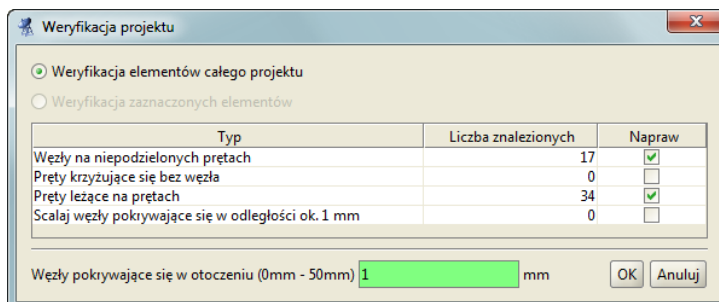 Weryfikacja projektu
Weryfikacja elementów całego projektu
Weryfikacja zaznaczonych elementów
Typ Liczba znalezionych Napraw
Węzły na niepodzielonych prętach 17
Pręty krzyżujące się bez węzła 0
Pręty leżące na prętach 34
Scalaj węzły pokrywające się w odległości ok. 1 mm 0
Węzły pokrywające się w otoczeniu (0mm - 50mm) 1 mm OK Anuluj